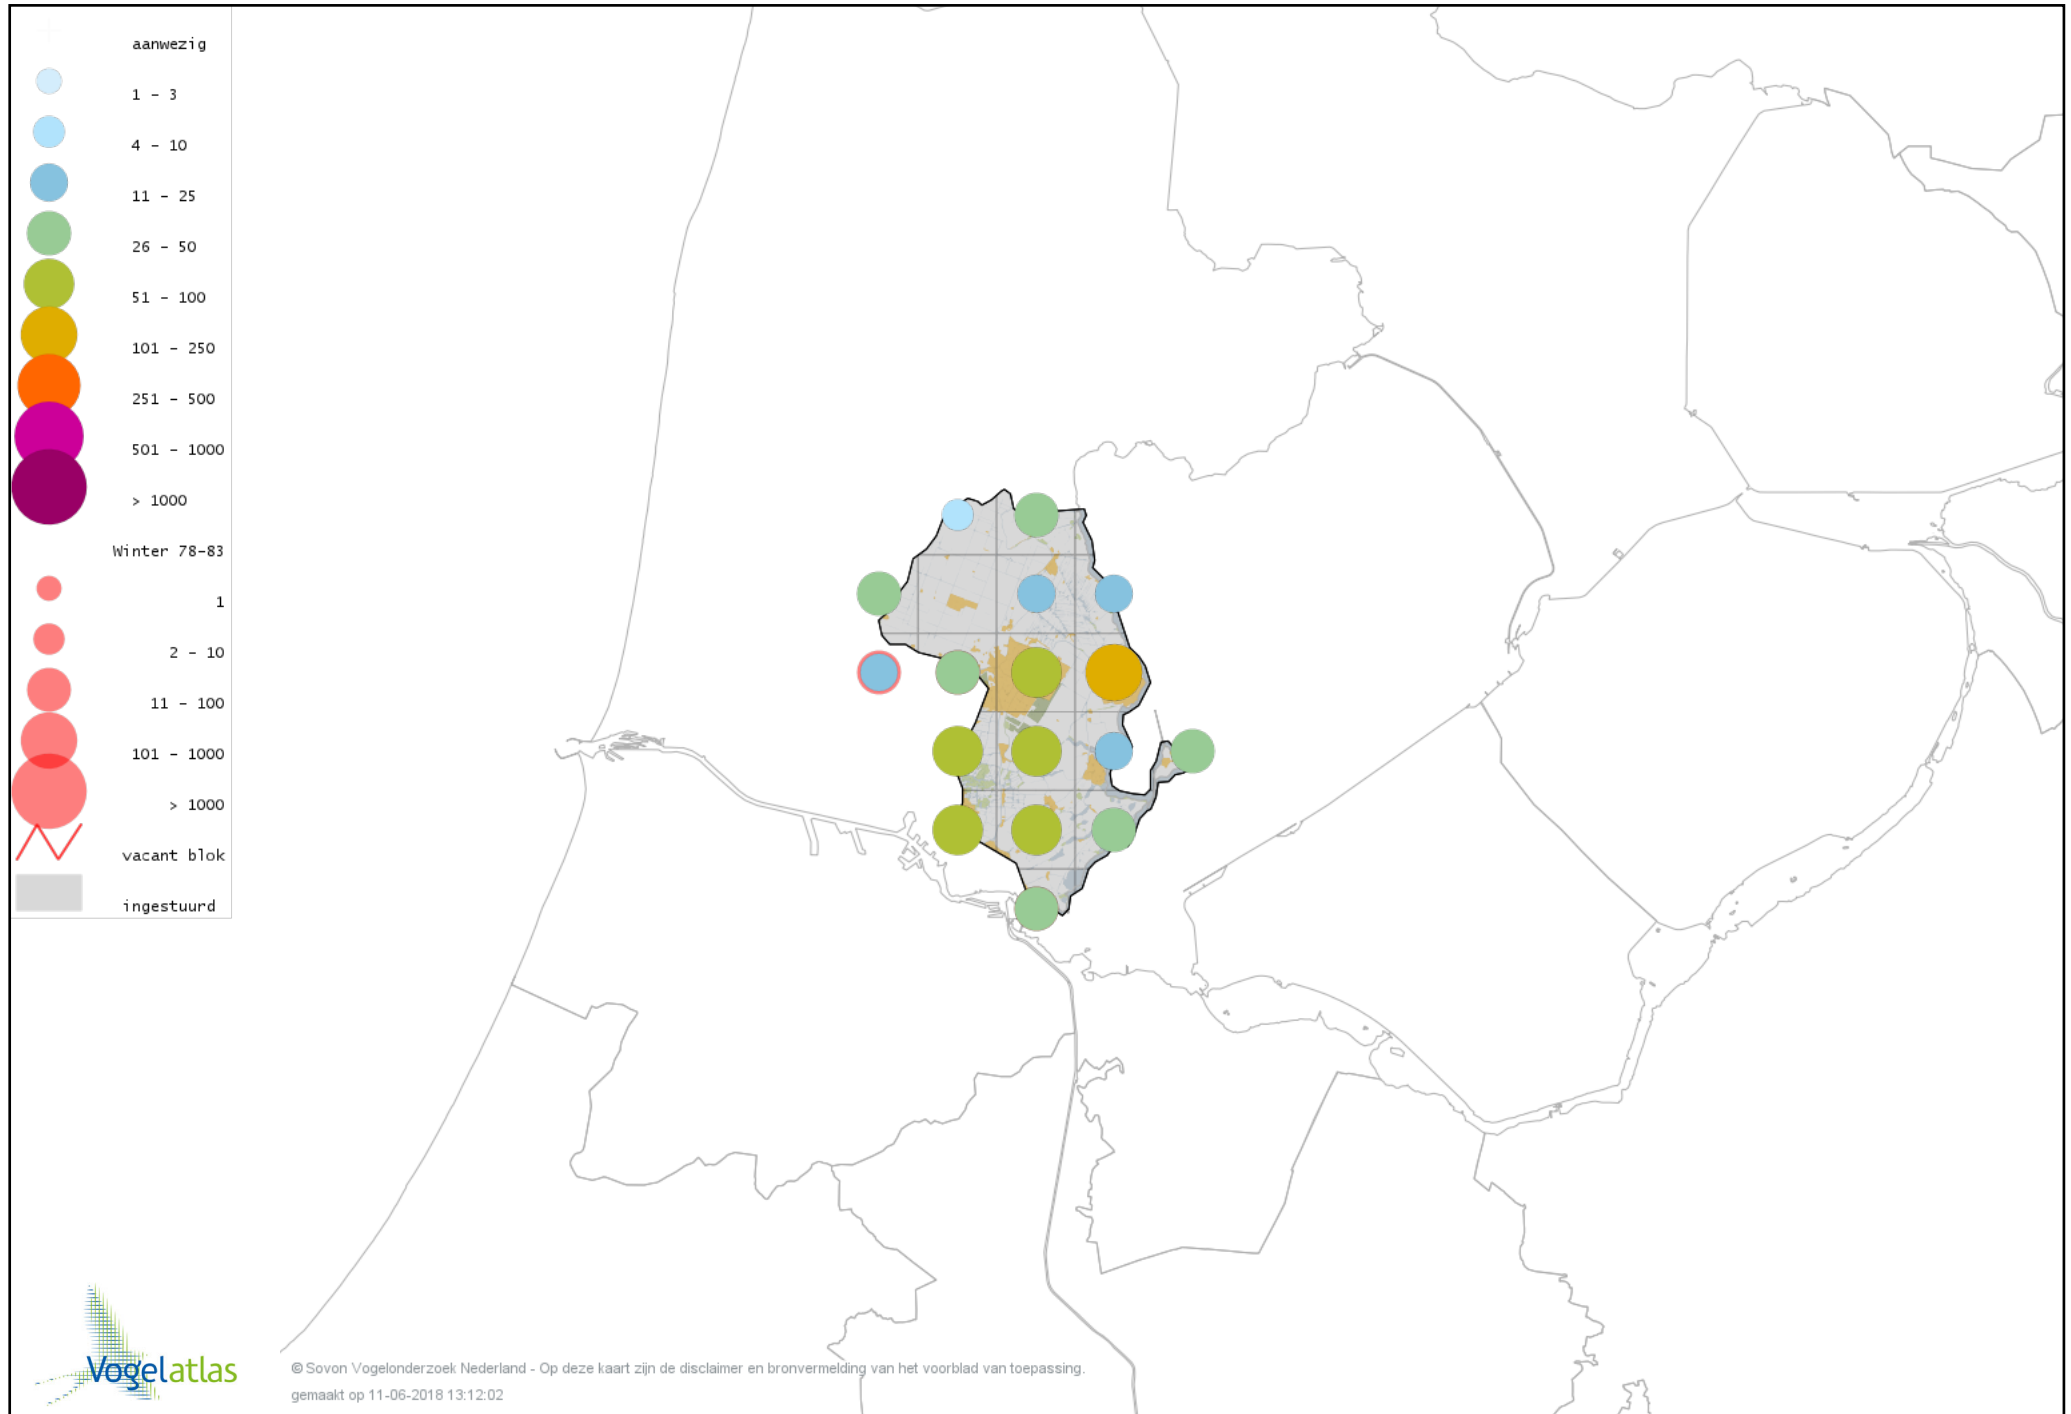 aanwezig
1 – 3
4 – 10
11 – 25
26 – 50
51 – 100
101 – 250
251 – 500
501 – 1000
> 1000
Winter 78-83
1
2 – 10
11 – 100
101 – 1000
> 1000
vacant blok
ingestuurd
Vogelatlas
© Sovon Vogelonderzoek Nederland - Op deze kaart zijn de disclaimer en bronvermelding van het voorblad van toepassing.
gemaakt op 11-06-2018 13:12:02